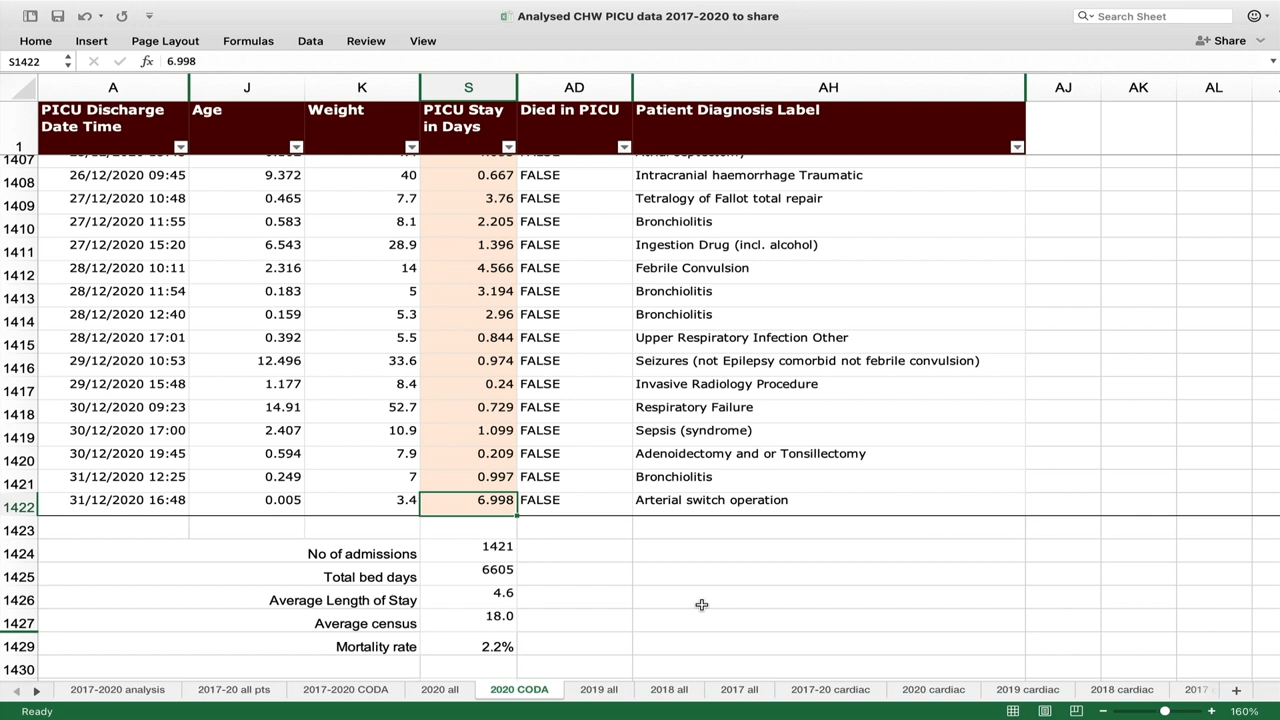 Analysed CHW PICU data 2017-2020 to share
Search Sheet
Home Insert Page Layout Formulas Data Review View Share
S1422 fx 6.998
A J K S AD AH AJ AK AL
1 PICU Discharge Date Time Age Weight PICU Stay in Days Died in PICU Patient Diagnosis Label
1407
1408 26/12/2020 09:45 9.372 40 0.667 FALSE Intracranial haemorrhage Traumatic
1409 27/12/2020 10:48 0.465 7.7 3.76 FALSE Tetralogy of Fallot total repair
1410 27/12/2020 11:55 0.583 8.1 2.205 FALSE Bronchiolitis
1411 27/12/2020 15:20 6.543 28.9 1.396 FALSE Ingestion Drug (incl. alcohol)
1412 28/12/2020 10:11 2.316 14 4.566 FALSE Febrile Convulsion
1413 28/12/2020 11:54 0.183 5 3.194 FALSE Bronchiolitis
1414 28/12/2020 12:40 0.159 5.3 2.96 FALSE Bronchiolitis
1415 28/12/2020 17:01 0.392 5.5 0.844 FALSE Upper Respiratory Infection Other
1416 29/12/2020 10:53 12.496 33.6 0.974 FALSE Seizures (not Epilepsy comorbid not febrile convulsion)
1417 29/12/2020 15:48 1.177 8.4 0.24 FALSE Invasive Radiology Procedure
1418 30/12/2020 09:23 14.91 52.7 0.729 FALSE Respiratory Failure
1419 30/12/2020 17:00 2.407 10.9 1.099 FALSE Sepsis (syndrome)
1420 30/12/2020 19:45 0.594 7.9 0.209 FALSE Adenoidectomy and or Tonsillectomy
1421 31/12/2020 12:25 0.249 7 0.997 FALSE Bronchiolitis
1422 31/12/2020 16:48 0.005 3.4 6.998 FALSE Arterial switch operation
1423
1424 No of admissions 1421
1425 Total bed days 6605
1426 Average Length of Stay 4.6
1427 Average census 18.0
1429 Mortality rate 2.2%
1430
2017-2020 analysis 2017-20 all pts 2017-2020 CODA 2020 all 2020 CODA 2019 all 2018 all 2017 all 2017-20 cardiac 2020 cardiac 2019 cardiac 2018 cardiac 2017
Ready 160%